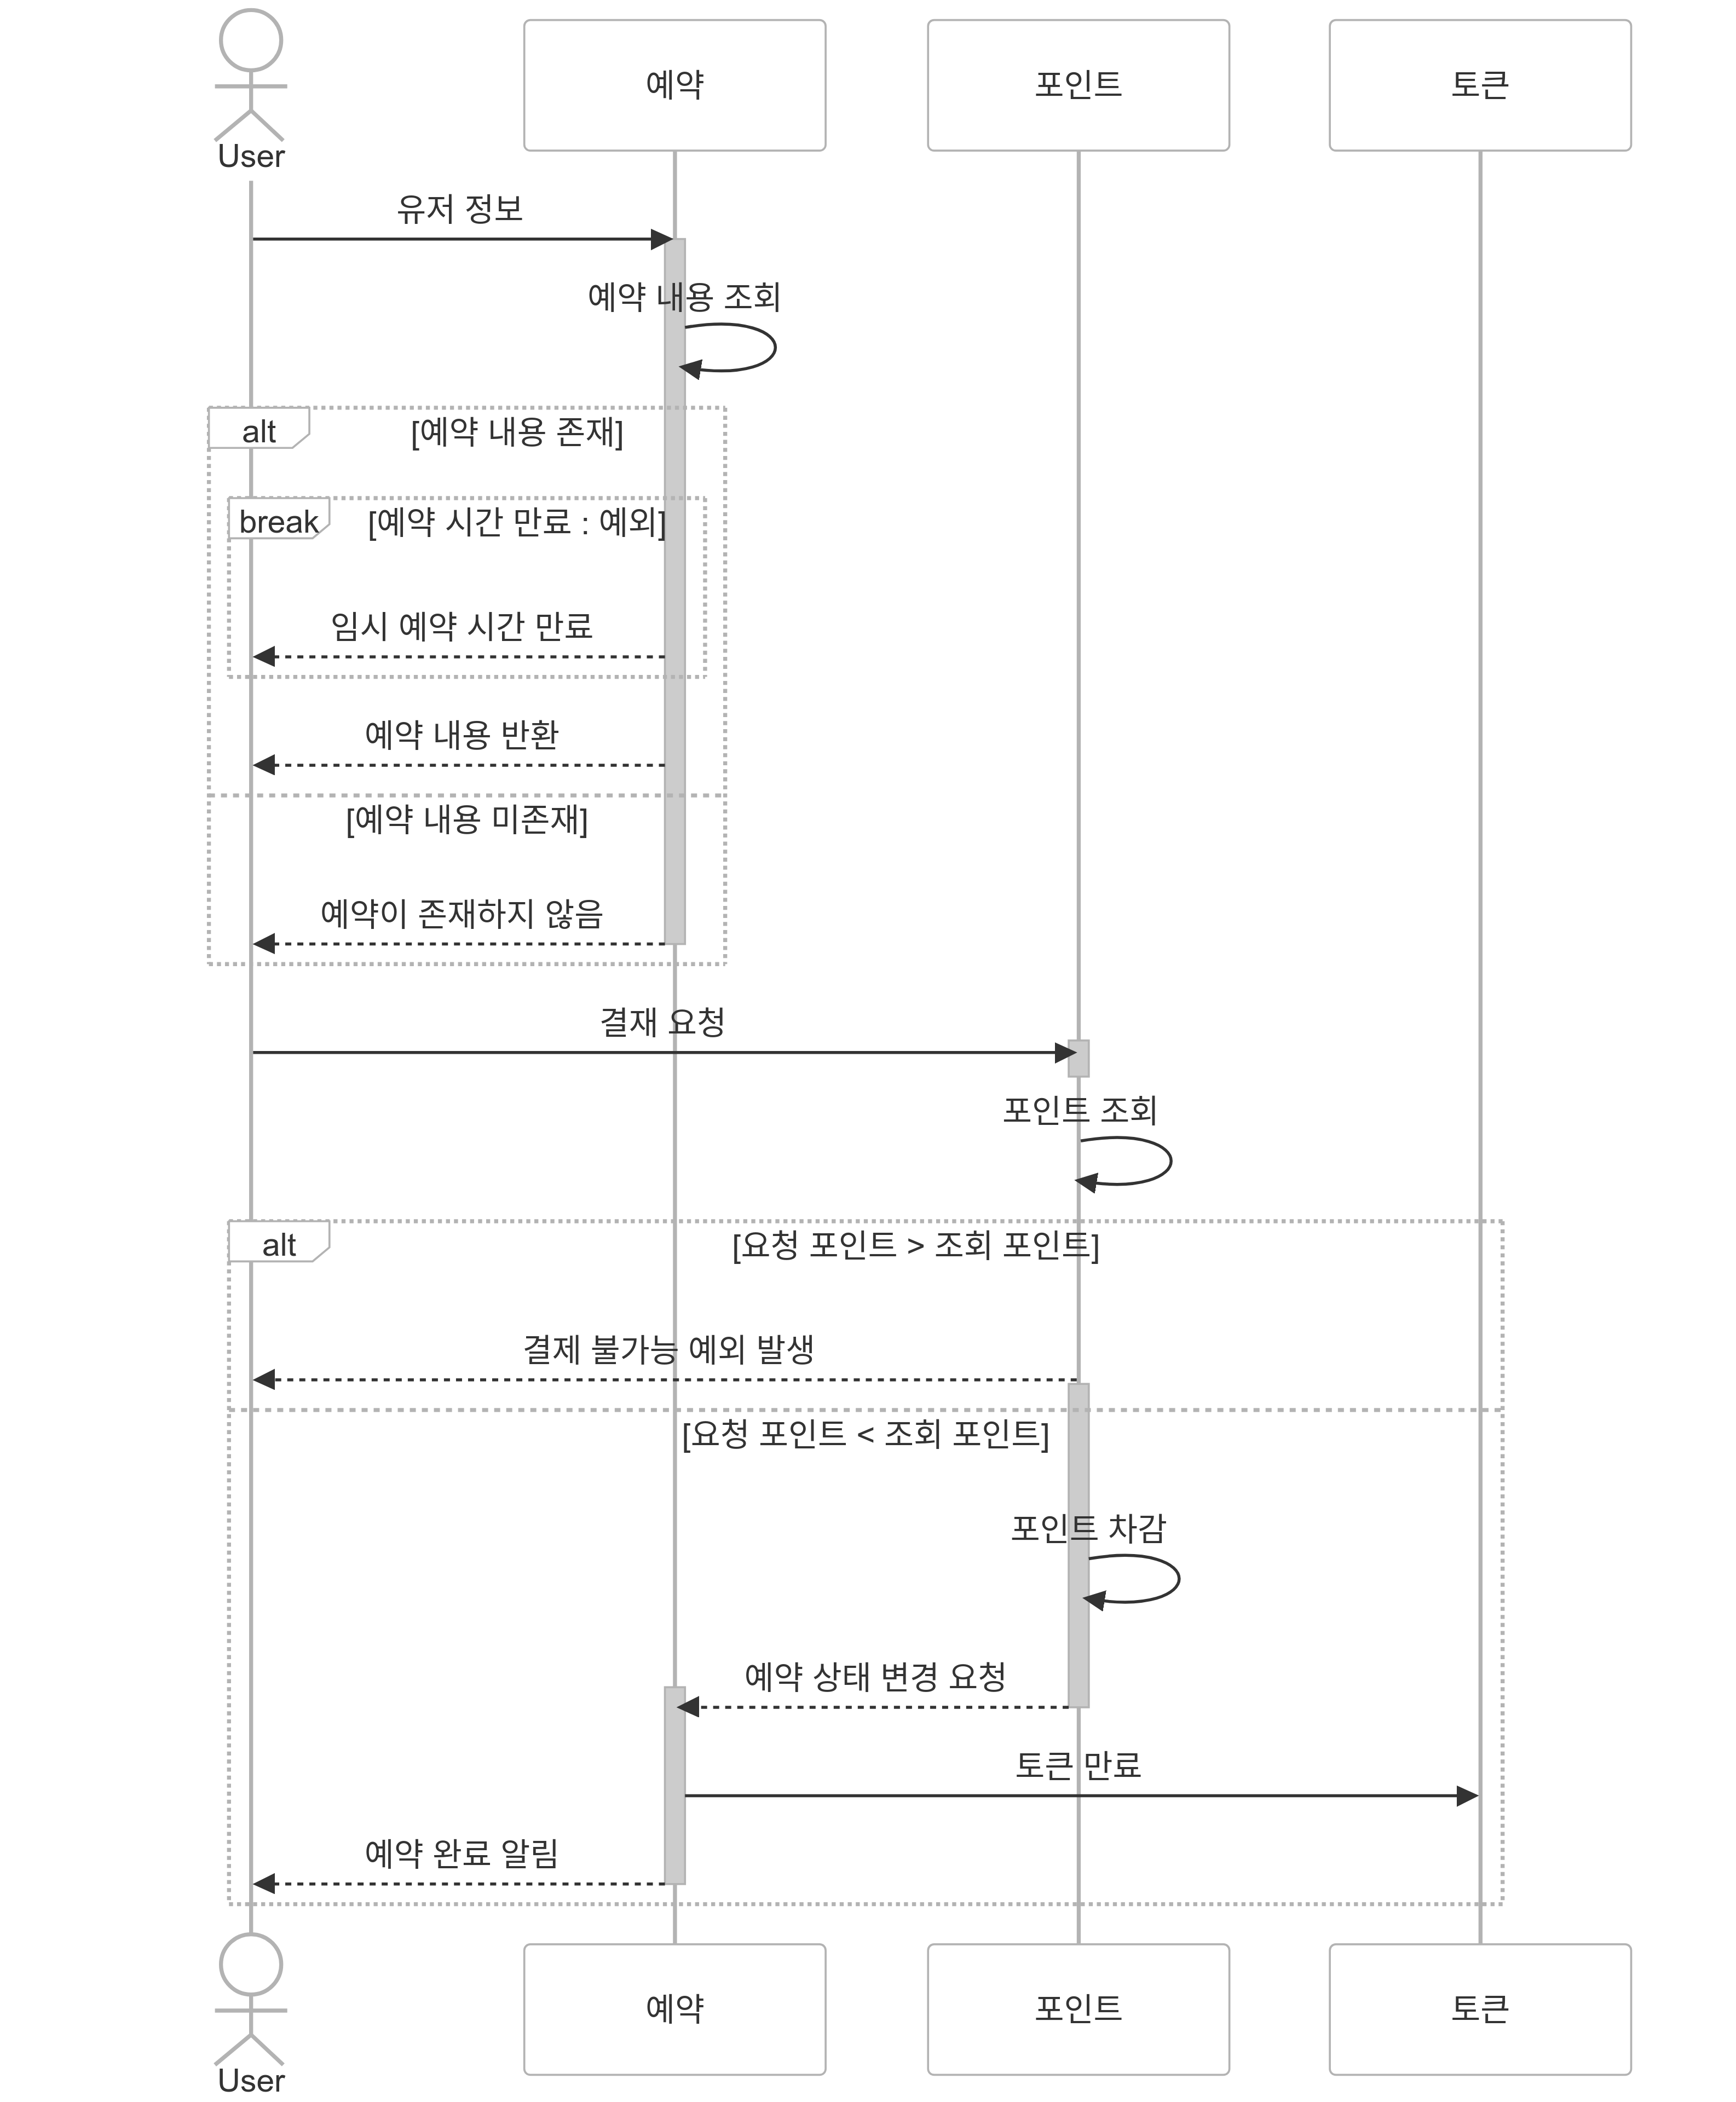 User
예약
포인트
토큰
유저 정보
예약 내용 조회
alt
[예약 내용 존재]
break
[예약 시간 만료 : 예외]
임시 예약 시간 만료
예약 내용 반환
[예약 내용 미존재]
예약이 존재하지 않음
결재 요청
포인트 조회
alt
[요청 포인트 > 조회 포인트]
결제 불가능 예외 발생
[요청 포인트 < 조회 포인트]
포인트 차감
예약 상태 변경 요청
토큰 만료
예약 완료 알림
User
예약
포인트
토큰